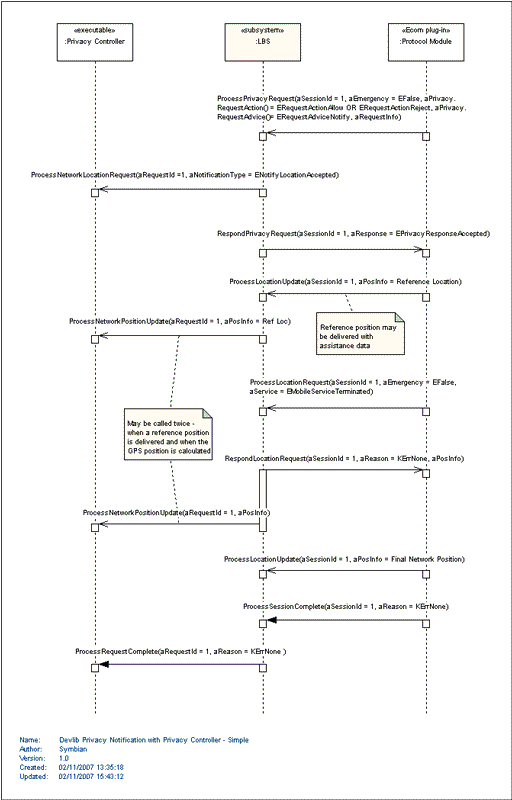 «executable»
:Privacy Controller
«subsystem»
:LBS
«Ecom plug-in»
:Protocol Module
ProcessPrivacyRequest(aSessionId = 1, aEmergency = EFalse, aPrivacy.
RequestAction() = ERequestActionAllow OR ERequestActionReject, aPrivacy.
RequestAdvice()= ERequestAdviceNotify, aRequestInfo)
ProcessNetworkLocationRequest(aRequestId =1, aNotificationType = ENotifyLocationAccepted)
RespondPrivacyRequest(aSessionId = 1, aResponse = EPrivacyResponseAccepted)
ProcessLocationUpdate(aSessionId = 1, aPosInfo = Reference Location)
Reference position may
be delivered with
assistance data
ProcessNetworkPositionUpdate(aRequestId = 1, aPosInfo = Ref Loc)
ProcessLocationRequest(aSessionId = 1, aEmergency = EFalse,
aService = EMobileServiceTerminated)
May be called twice -
when a reference position
is delivered and when the
GPS position is calculated
RespondLocationRequest(aSessionId = 1, aReason = KErrNone, aPosInfo)
ProcessNetworkPositionUpdate(aRequestId = 1, aPosInfo)
ProcessLocationUpdate(aSessionId = 1, aPosInfo = Final Network Position)
ProcessSessionComplete(aSessionId = 1, aReason = KErrNone)
ProcessRequestComplete(aRequestId = 1, aReason = KErrNone )
Name: Devlib Privacy Notification with Privacy Controller - Simple
Author: Symbian
Version: 1.0
Created: 02/11/2007 13:35:18
Updated: 02/11/2007 15:43:12